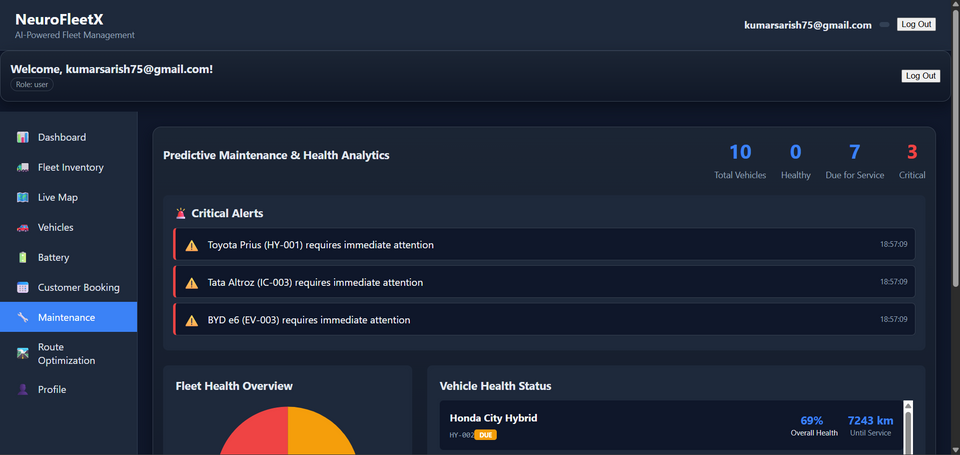 NeuroFleetX
AI-Powered Fleet Management
kumarsarish75@gmail.com
Log Out
Welcome, kumarsarish75@gmail.com!
Role: user
Log Out
Dashboard
Fleet Inventory
Live Map
Vehicles
Battery
Customer Booking
Maintenance
Route
Optimization
Profile
Predictive Maintenance & Health Analytics
10
Total Vehicles
0
Healthy
7
Due for Service
3
Critical
Critical Alerts
Toyota Prius (HY-001) requires immediate attention
18:57:09
Tata Altroz (IC-003) requires immediate attention
18:57:09
BYD e6 (EV-003) requires immediate attention
18:57:09
Fleet Health Overview
Vehicle Health Status
Honda City Hybrid
HY-002 DUE
69%
Overall Health
7243 km
Until Service